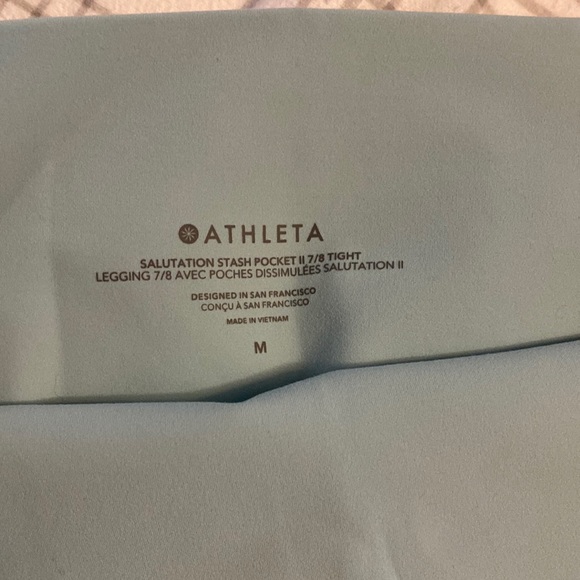 ATHLETA
SALUTATION STASH POCKET II 7/8 TIGHT
LEGGING 7/8 AVEC POCHES DISSIMULÉES SALUTATION II
DESIGNED IN SAN FRANCISCO
CONÇU À SAN FRANCISCO
MADE IN VIETNAM
M